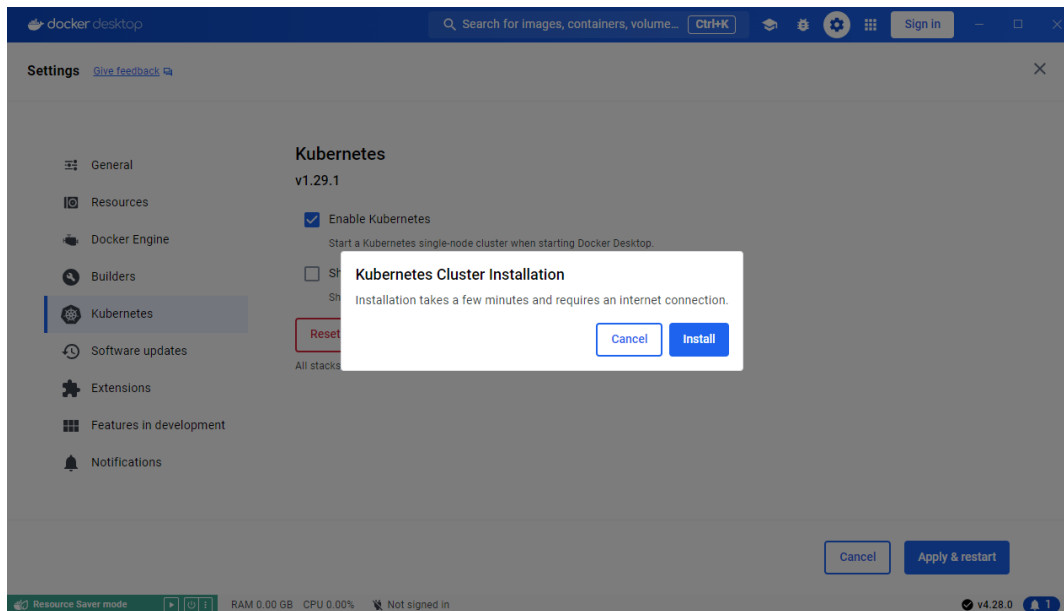 docker desktop
Search for images, containers, volume... Ctrl+K
Sign in
Settings Give feedback
General
Resources
Docker Engine
Builders
Kubernetes
Software updates
Extensions
Features in development
Notifications
Kubernetes
v1.29.1
Enable Kubernetes
Start a Kubernetes single-node cluster when starting Docker Desktop.
Sh
Sh
Reset
All stacks
Kubernetes Cluster Installation
Installation takes a few minutes and requires an internet connection.
Cancel Install
Cancel Apply & restart
Resource Saver mode RAM 0.00 GB CPU 0.00% Not signed in v4.28.0 1